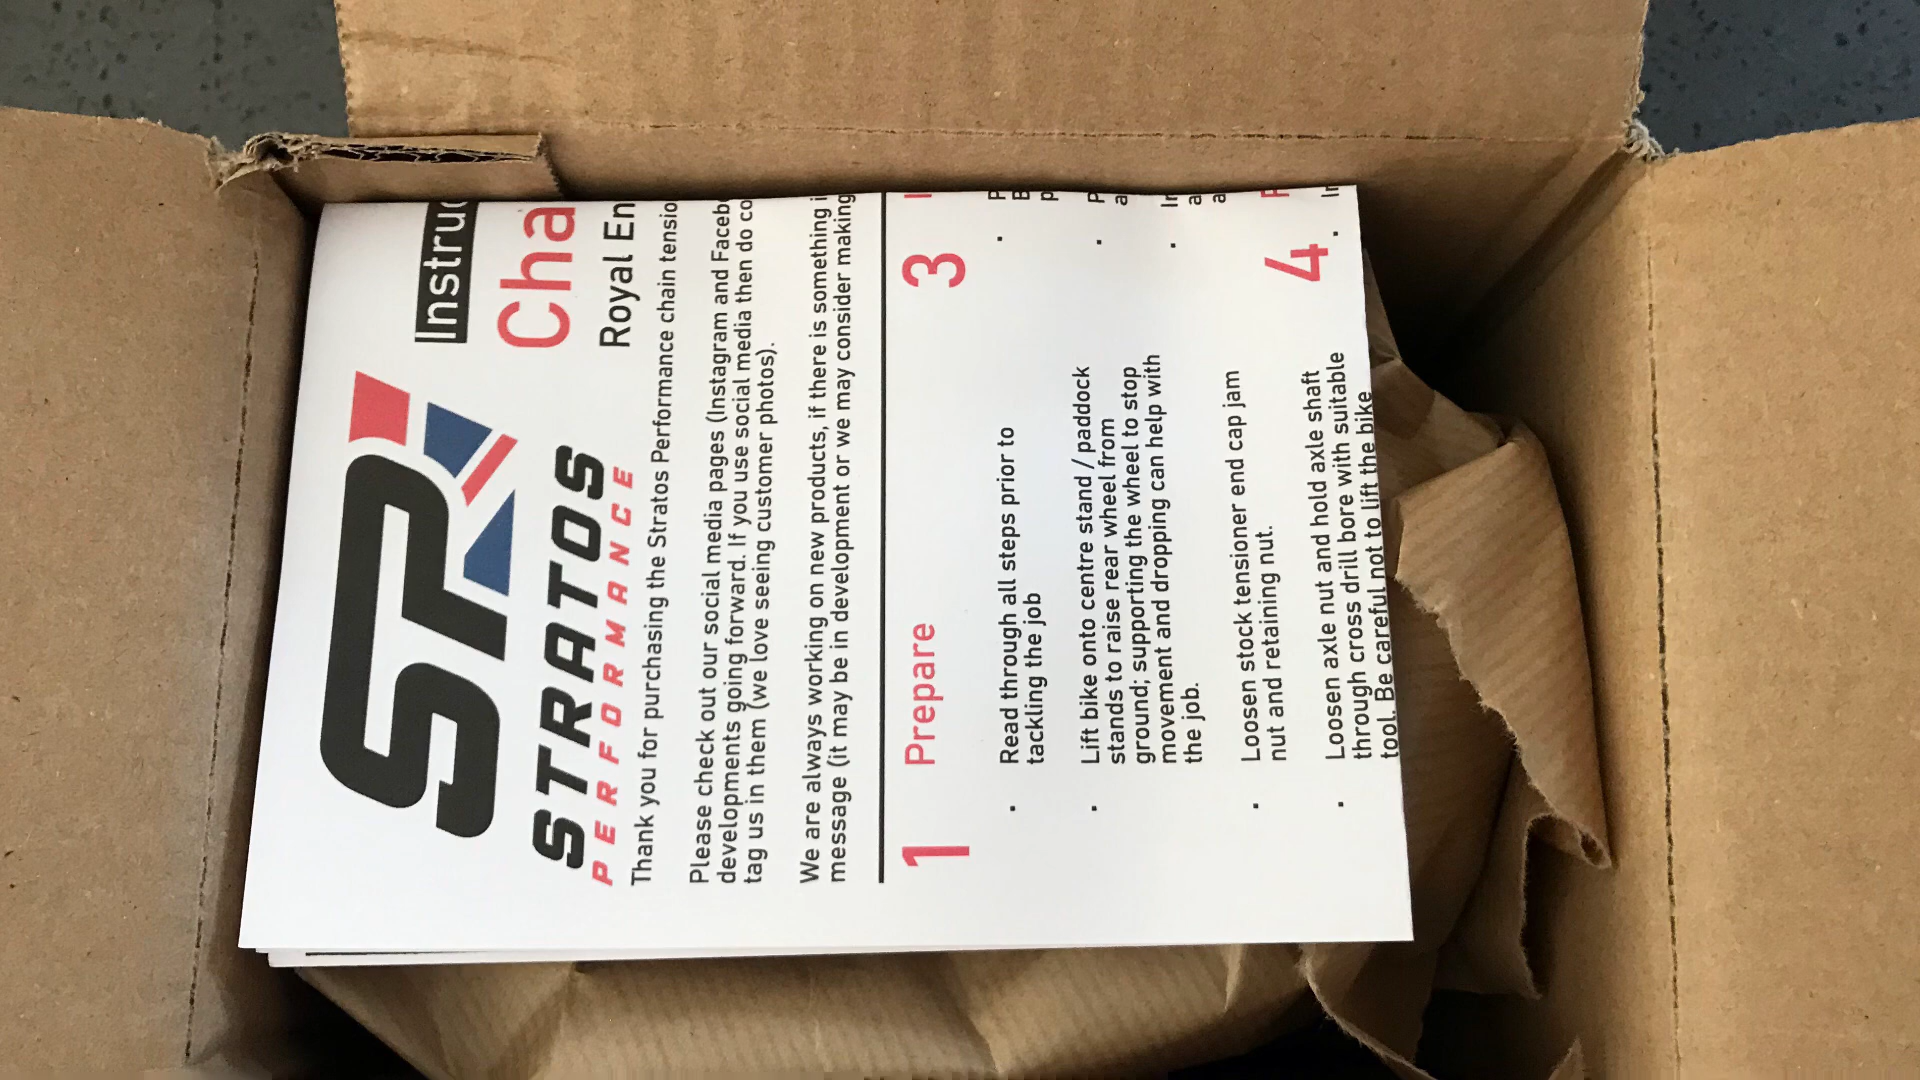 SP
STRATOS
PERFORMANCE
Instruc
Cha
Royal En
Thank you for purchasing the Stratos Performance chain tensio
Please check out our social media pages (Instagram and Faceb
developments going forward. If you use social media then do co
tag us in them (we love seeing customer photos).
We are always working on new products, if there is something i
message (it may be in development or we may consider making
1 Prepare
· Read through all steps prior to
tackling the job
· Lift bike onto centre stand / paddock
stands to raise rear wheel from
ground; supporting the wheel to stop
movement and dropping can help with
the job.
· Loosen stock tensioner end cap jam
nut and retaining nut.
· Loosen axle nut and hold axle shaft
through cross drill bore with suitable
tool. Be careful not to lift the bike
3
· P
B
p
· P
a
· In
a
a
4
· In